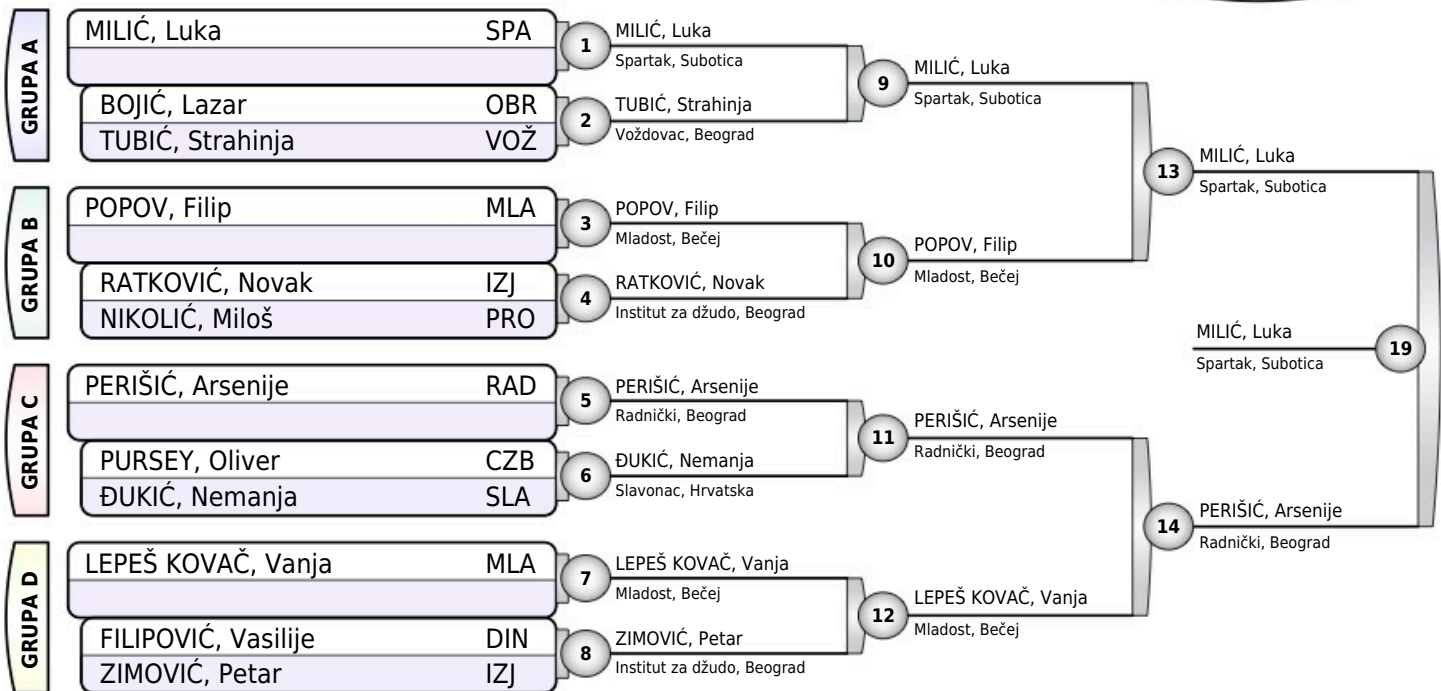 GRUPA A
MILIĆ, Luka SPA
BOJIĆ, Lazar OBR
TUBIĆ, Strahinja VOŽ
1
MILIĆ, Luka
Spartak, Subotica
2
TUBIĆ, Strahinja
Voždovac, Beograd
9
MILIĆ, Luka
Spartak, Subotica
GRUPA B
POPOV, Filip MLA
RATKOVIĆ, Novak IZJ
NIKOLIĆ, Miloš PRO
3
POPOV, Filip
Mladost, Bečej
4
RATKOVIĆ, Novak
Institut za džudo, Beograd
10
POPOV, Filip
Mladost, Bečej
13
MILIĆ, Luka
Spartak, Subotica
GRUPA C
PERIŠIĆ, Arsenije RAD
PURSEY, Oliver CZB
ĐUKIĆ, Nemanja SLA
5
PERIŠIĆ, Arsenije
Radnički, Beograd
6
ĐUKIĆ, Nemanja
Slavonac, Hrvatska
11
PERIŠIĆ, Arsenije
Radnički, Beograd
GRUPA D
LEPEŠ KOVAČ, Vanja MLA
FILIPOVIĆ, Vasilije DIN
ZIMOVIĆ, Petar IZJ
7
LEPEŠ KOVAČ, Vanja
Mladost, Bečej
8
ZIMOVIĆ, Petar
Institut za džudo, Beograd
12
LEPEŠ KOVAČ, Vanja
Mladost, Bečej
14
PERIŠIĆ, Arsenije
Radnički, Beograd
MILIĆ, Luka
Spartak, Subotica
19